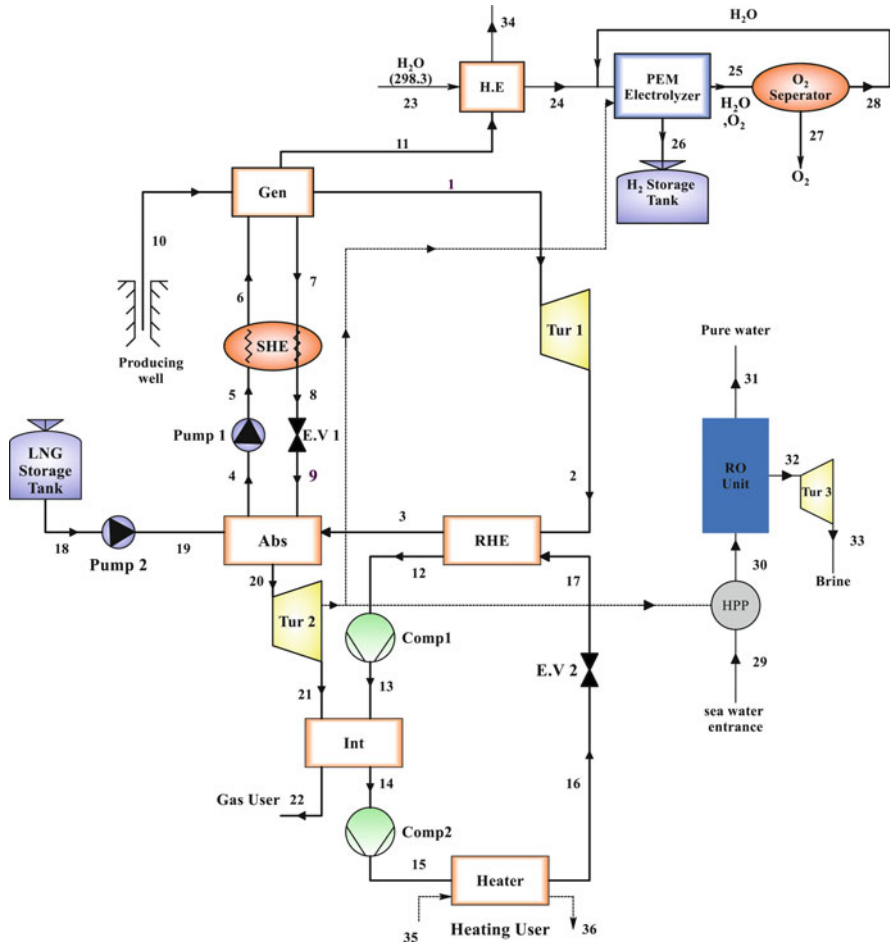 34
H₂O
H₂O
(298.3)
23
H.E
24
PEM
Electrolyzer
25
H₂O
,O₂
O₂
Seperator
28
26
27
O₂
H₂ Storage
Tank
11
Gen
1
10
6
7
Producing
well
SHE
Tur 1
5
8
Pump 1
E.V 1
Pure water
31
LNG
Storage
Tank
4
9
2
RO
Unit
32
Tur 3
18
Pump 2
19
Abs
3
RHE
30
33
Brine
20
12
17
Tur 2
Comp1
HPP
E.V 2
29
21
13
sea water
entrance
Int
14
16
Gas User
22
Comp2
15
Heater
35
Heating User
36